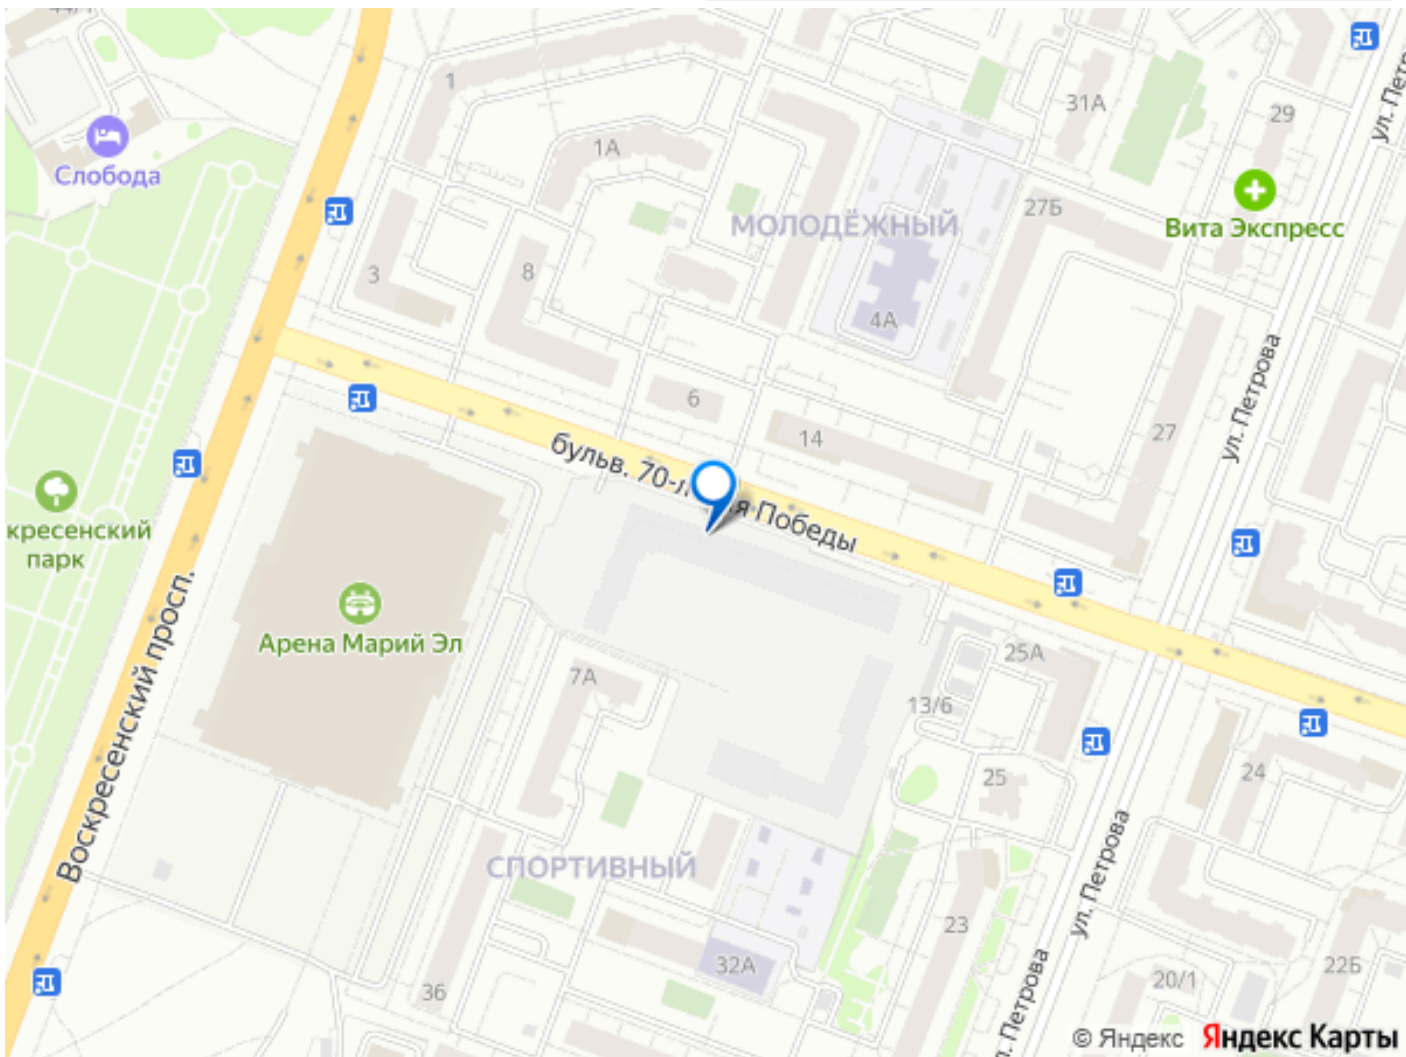 1
31А
29
ул. Петр
Слобода
1А
27Б
Вита Экспресс
МОЛОДЁЖНЫЙ
3
8
4А
ул. Петрова
6
14
27
бульв. 70-л
я Победы
кресенский
парк
Арена Марий Эл
Воскресенский просп.
7А
25А
13/6
25
24
ул. Петрова
СПОРТИВНЫЙ
23
32А
36
20/1
22Б
л. Петрова
© Яндекс Яндекс Карты